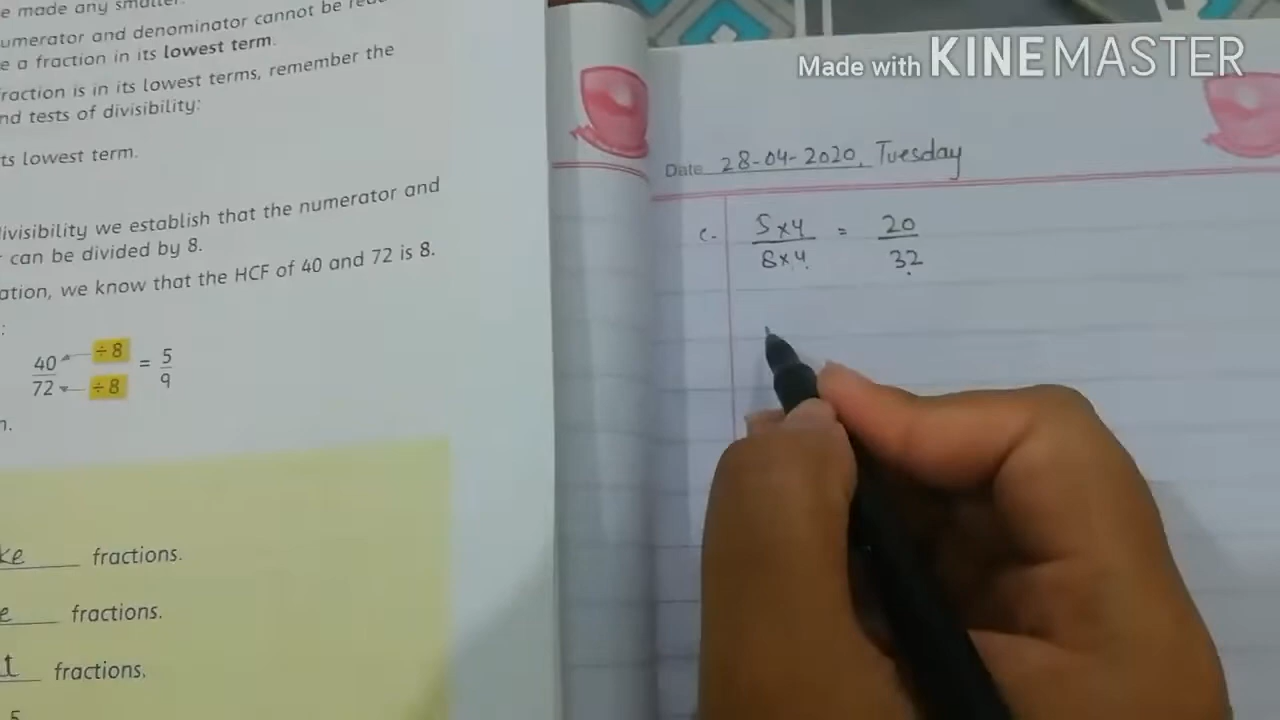 e made any smaller.
umerator and denominator cannot be
e a fraction in its lowest term.
raction is in its lowest terms, remember the
nd tests of divisibility:
ts lowest term.
ivisibility we establish that the numerator and
can be divided by 8.
ation, we know that the HCF of 40 and 72 is 8.
:
40 ÷ 8 = 5
72 ÷ 8 9
n.
ke fractions.
e fractions.
t fractions.
5
Made with KINEMASTER
Date 28-04-2020, Tuesday
c. 5×4 = 20
8×4 32